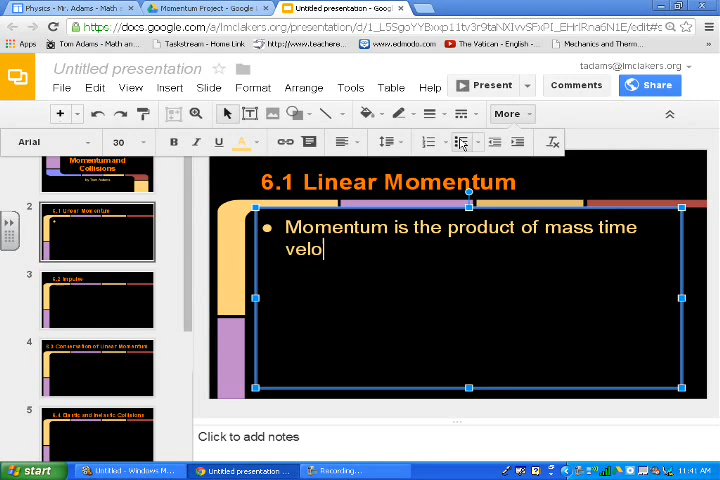 Physics - Mr. Adams - Math a
Momentum Project - Google
Untitled presentation - Goog
https://docs.google.com/a/lmclakers.org/presentation/d/1_
Apps
Tom Adams - Math an...
Taskstream - Home Link
http://www.teachere...
www.edmodo.com
The Vatican - English -...
Mechanics and Therm...
Untitled presentation
tadams@lmclakers.org
File Edit View Insert Slide Format Arrange Tools Table Help
Present
Comments
Share
More
Arial
30
B I U A
Momentum and
Collisions
by Tom Adams
2
6.1 Linear Momentum
3
6.2 Impulse
4
6.3 Conservation of Linear Momentum
5
6.4 Elastic and Inelastic Collisions
6.1 Linear Momentum
● Momentum is the product of mass time
velo
Click to add notes
start
Untitled - Windows M...
Untitled presentation ...
Recording...
11:41 AM